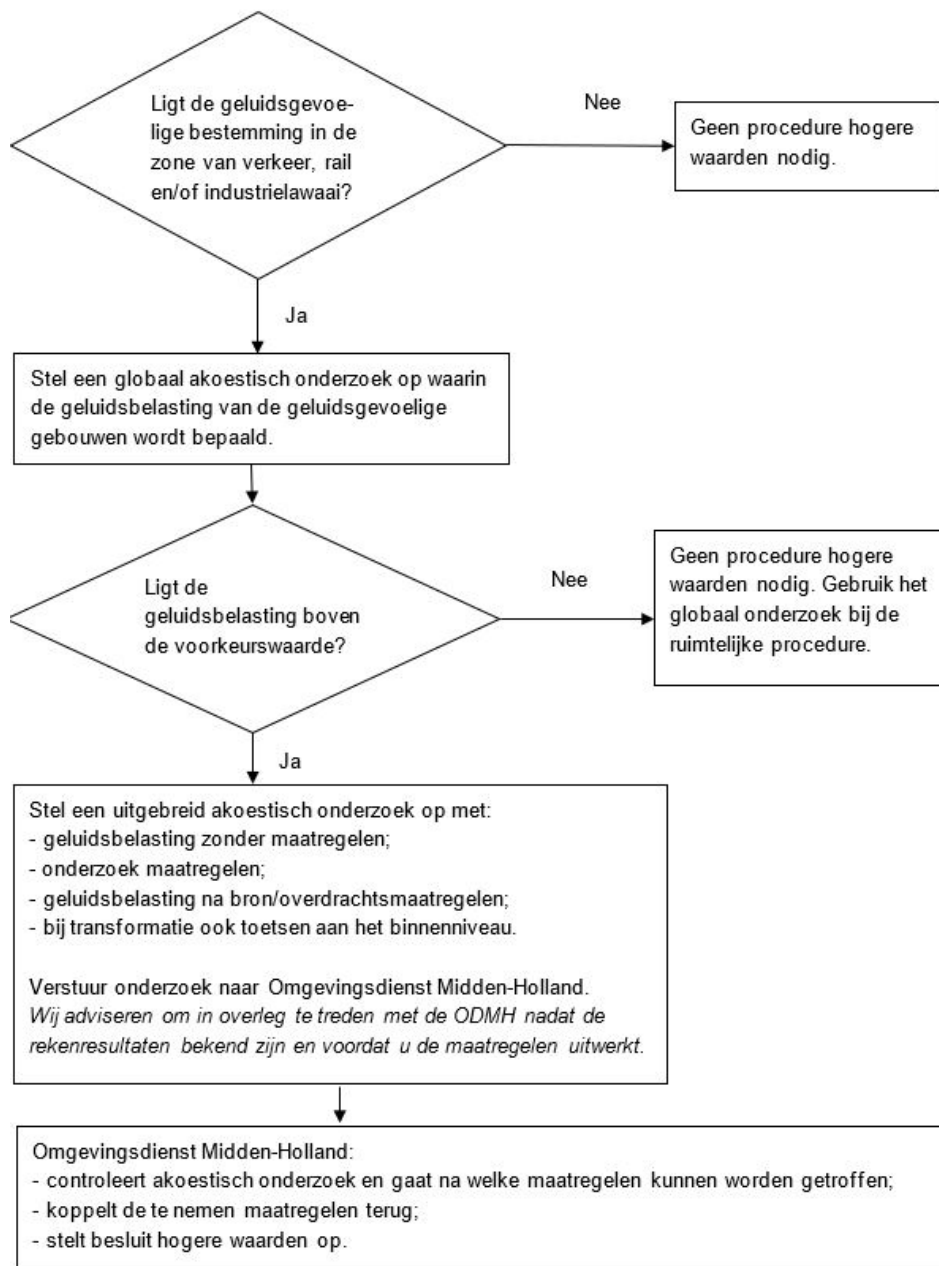 Ligt de geluidsgevoe-
lige bestemming in de
zone van verkeer, rail
en/of industrielawaai?
Nee
Geen procedure hogere
waarden nodig.
Ja
Stel een globaal akoestisch onderzoek op waarin
de geluidsbelasting van de geluidsgevoelige
gebouwen wordt bepaald.
Ligt de
geluidsbelasting boven
de voorkeurswaarde?
Nee
Geen procedure hogere
waarden nodig. Gebruik het
globaal onderzoek bij de
ruimtelijke procedure.
Ja
Stel een uitgebreid akoestisch onderzoek op met:
- geluidsbelasting zonder maatregelen;
- onderzoek maatregelen;
- geluidsbelasting na bron/overdrachtsmaatregelen;
- bij transformatie ook toetsen aan het binnenniveau.
Verstuur onderzoek naar Omgevingsdienst Midden-Holland.
Wij adviseren om in overleg te treden met de ODMH nadat de
rekenresultaten bekend zijn en voordat u de maatregelen uitwerkt.
Omgevingsdienst Midden-Holland:
- controleert akoestisch onderzoek en gaat na welke maatregelen kunnen worden getroffen;
- koppelt de te nemen maatregelen terug;
- stelt besluit hogere waarden op.